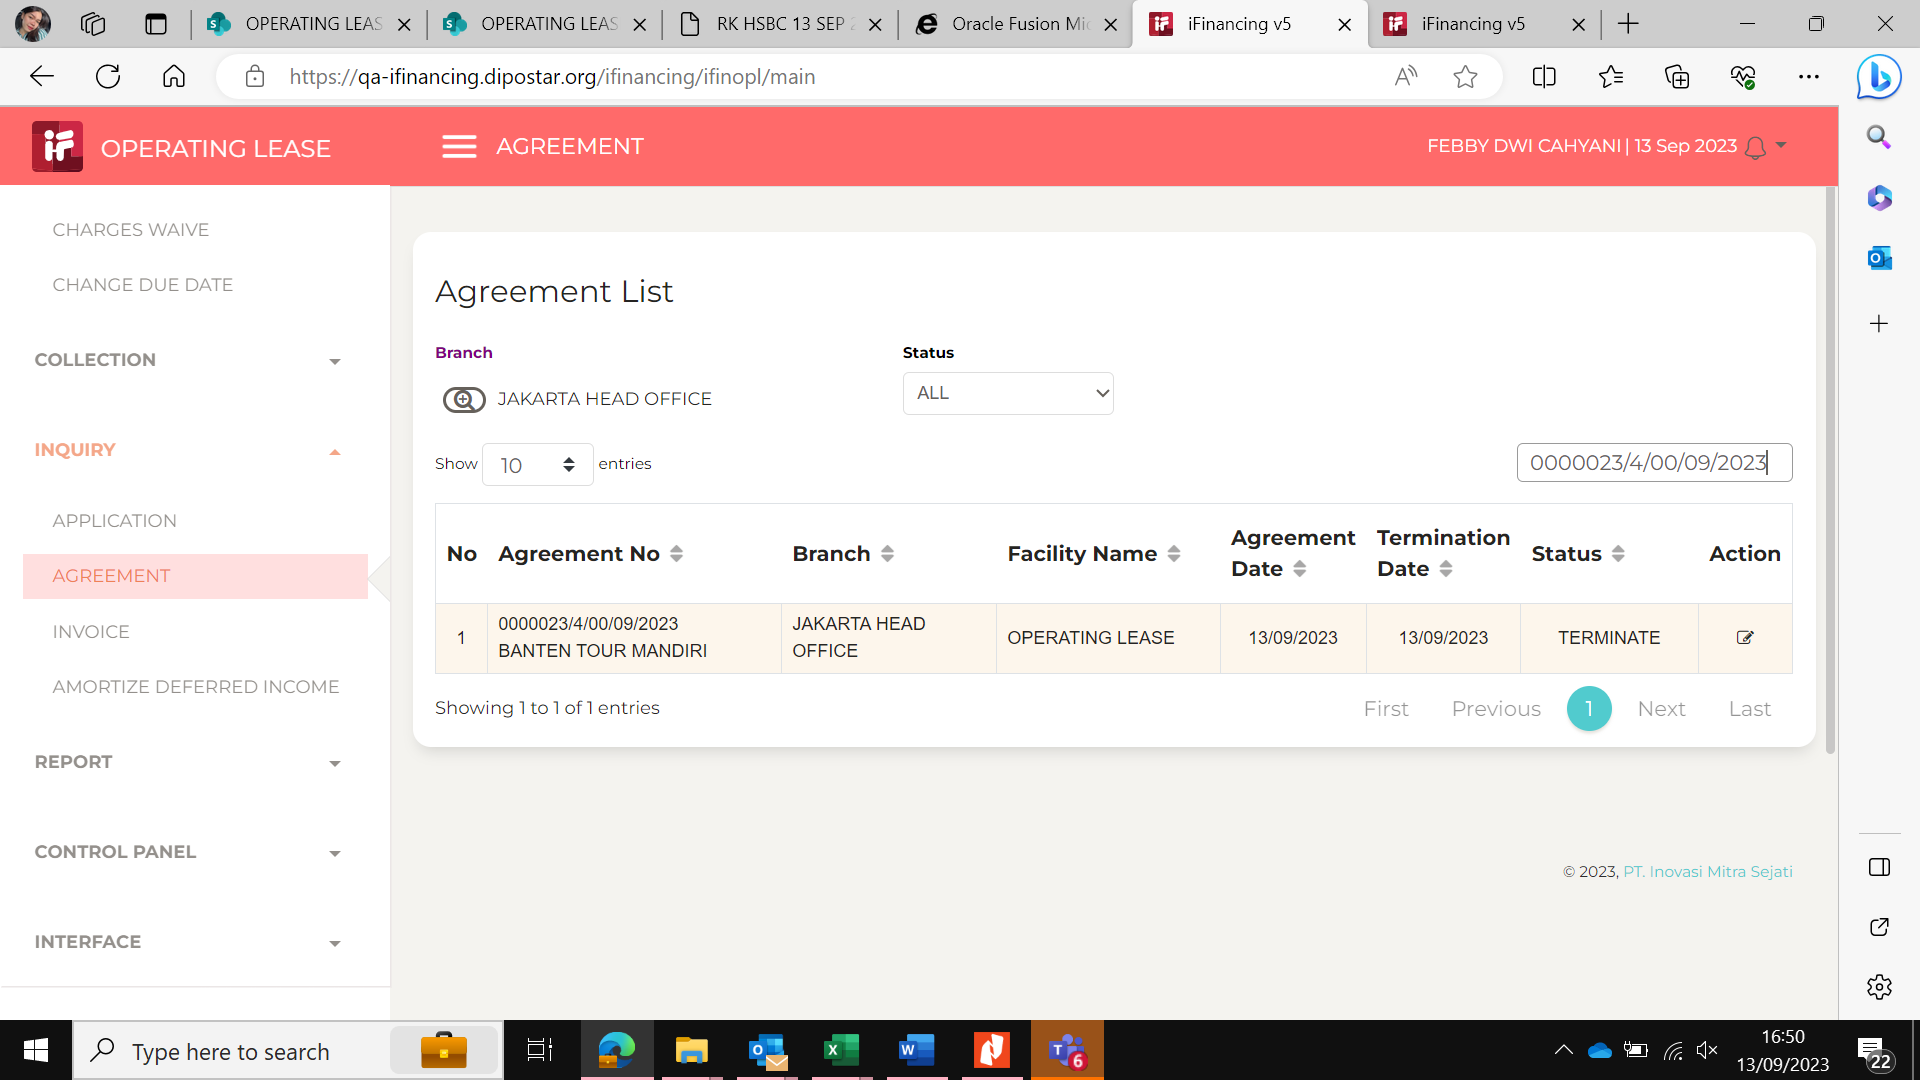 OPERATING LEAS
OPERATING LEAS
RK HSBC 13 SEP 2
Oracle Fusion Mi
iFinancing v5
iFinancing v5
https://qa-ifinancing.dipostar.org/ifinancing/ifinopl/main
iF OPERATING LEASE
AGREEMENT
FEBBY DWI CAHYANI | 13 Sep 2023
CHARGES WAIVE
CHANGE DUE DATE
COLLECTION
INQUIRY
APPLICATION
AGREEMENT
INVOICE
AMORTIZE DEFERRED INCOME
REPORT
CONTROL PANEL
INTERFACE
Agreement List
Branch
Status
JAKARTA HEAD OFFICE
ALL
Show 10 entries
0000023/4/00/09/2023
No Agreement No Branch Facility Name Agreement Date Termination Date Status Action
1 0000023/4/00/09/2023 JAKARTA HEAD OPERATING LEASE 13/09/2023 13/09/2023 TERMINATE
BANTEN TOUR MANDIRI OFFICE
Showing 1 to 1 of 1 entries
First Previous 1 Next Last
© 2023, PT. Inovasi Mitra Sejati
Type here to search
6
16:50
13/09/2023
22